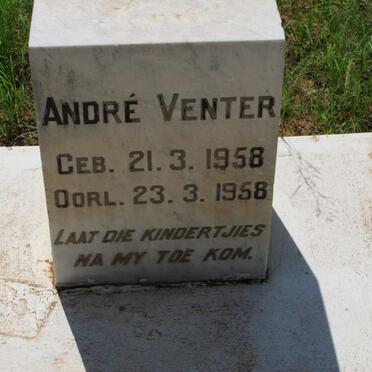 ANDRÉ VENTER
GEB. 21. 3. 1958
OORL. 23. 3. 1958
LAAT DIE KINDERTJIES
NA MY TOE KOM.